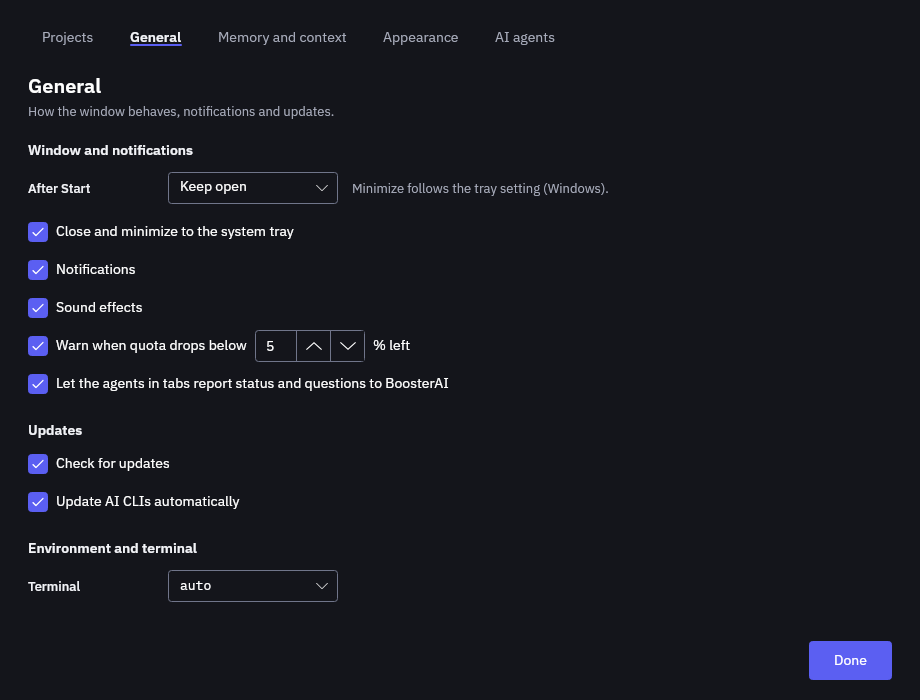 Projects General Memory and context Appearance AI agents
General
How the window behaves, notifications and updates.
Window and notifications
After Start Keep open Minimize follows the tray setting (Windows).
Close and minimize to the system tray
Notifications
Sound effects
Warn when quota drops below 5 % left
Let the agents in tabs report status and questions to BoosterAI
Updates
Check for updates
Update AI CLIs automatically
Environment and terminal
Terminal auto
Done